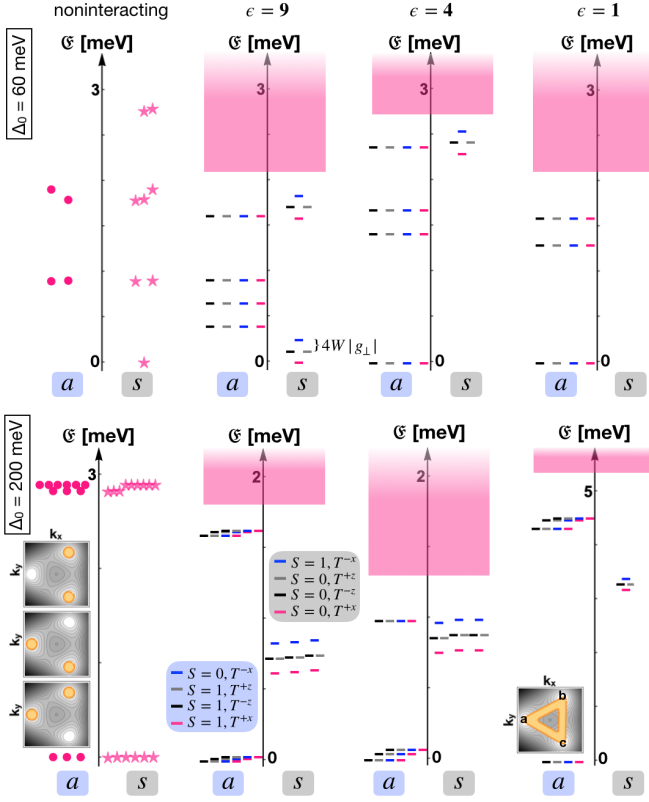 noninteracting
ϵ = 9
ϵ = 4
ϵ = 1
Δ₀ = 60 meV
𝔈 [meV]
𝔈 [meV]
𝔈 [meV]
𝔈 [meV]
3
3
3
3
}4W|g⊥|
0
0
0
0
a
s
a
s
a
s
a
s
Δ₀ = 200 meV
𝔈 [meV]
𝔈 [meV]
𝔈 [meV]
𝔈 [meV]
3
2
2
5
kx
ky
ky
ky
S = 1, T⁻ˣ
S = 0, T⁺ᶻ
S = 0, T⁻ᶻ
S = 0, T⁺ˣ
S = 0, T⁻ˣ
S = 1, T⁺ᶻ
S = 1, T⁻ᶻ
S = 1, T⁺ˣ
kx
ky
a
b
c
0
0
0
0
a
s
a
s
a
s
a
s